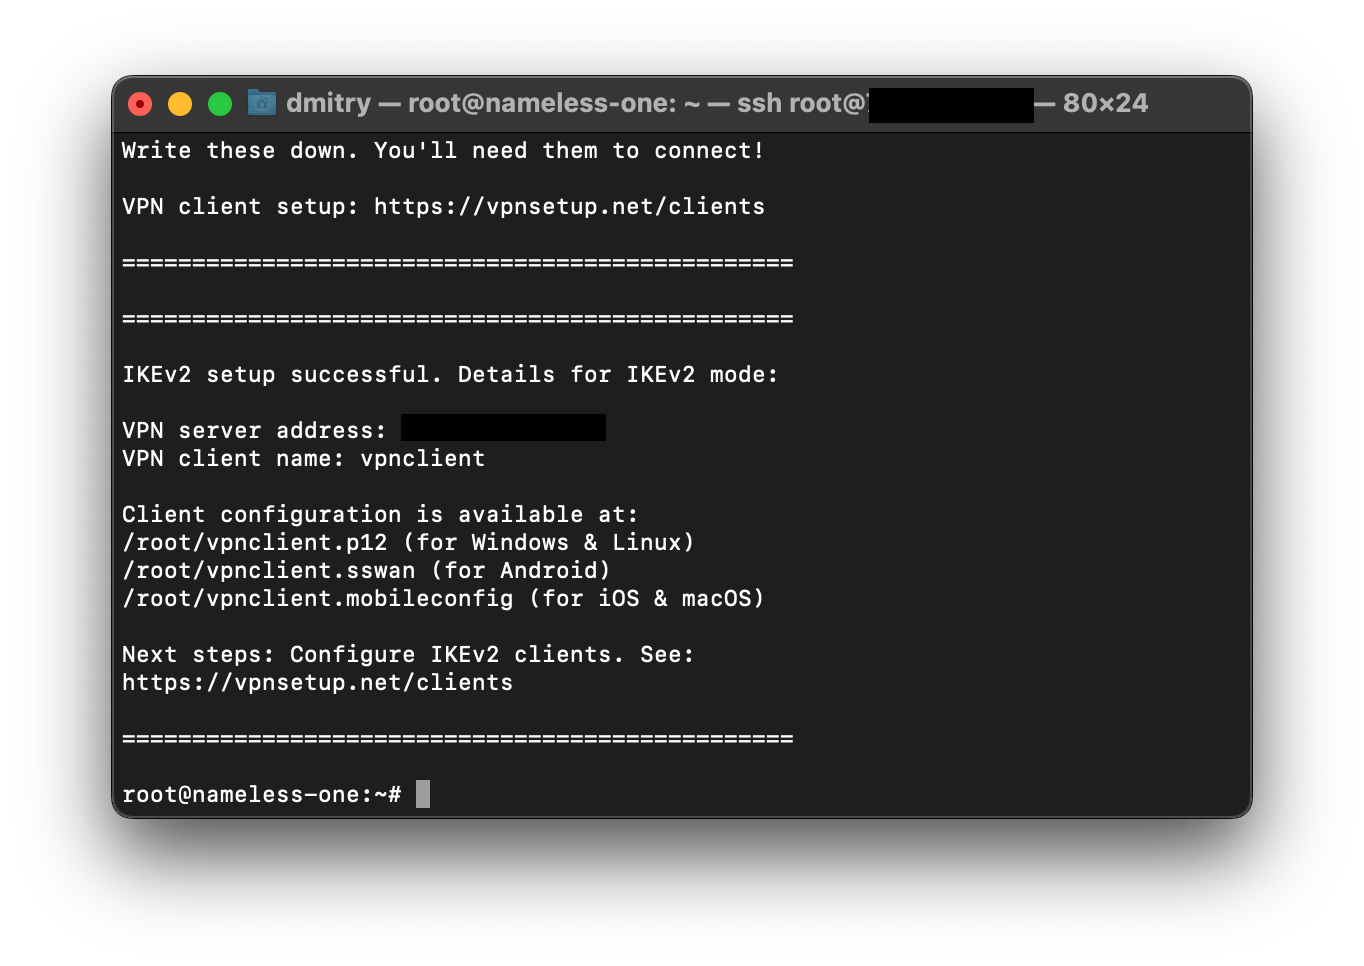 dmitry — root@nameless-one: ~ — ssh root@ — 80×24
Write these down. You'll need them to connect!
VPN client setup: https://vpnsetup.net/clients
================================================
================================================
IKEv2 setup successful. Details for IKEv2 mode:
VPN server address:
VPN client name: vpnclient
Client configuration is available at:
/root/vpnclient.p12 (for Windows & Linux)
/root/vpnclient.sswan (for Android)
/root/vpnclient.mobileconfig (for iOS & macOS)
Next steps: Configure IKEv2 clients. See:
https://vpnsetup.net/clients
================================================
root@nameless-one:~#